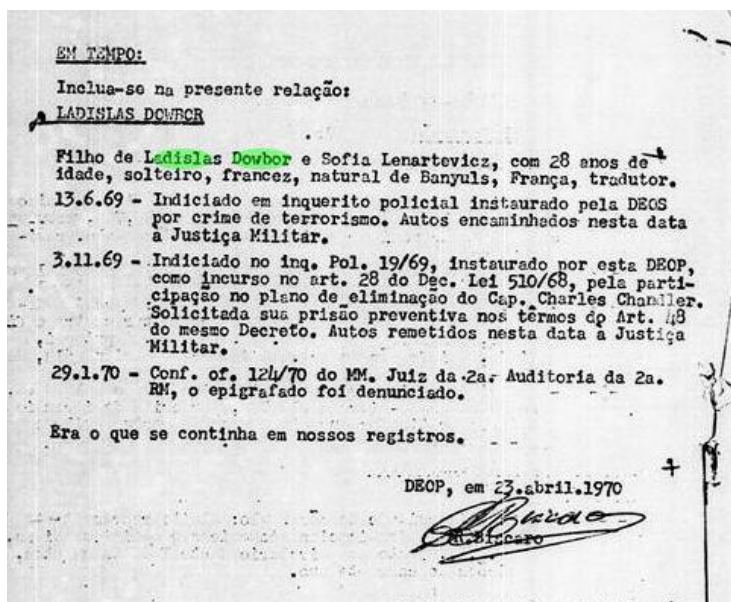 EM TEMPO:
Inclua-se na presente relação:
LADISLAS DOWBOR
Filho de Ladislas Dowbor e Sofia Lenartevicz, com 28 anos de
idade, solteiro, francez, natural de Banyuls, França, tradutor.
13.6.69 - Indiciado em inquerito policial instaurado pela DEOS
por crime de terrorismo. Autos encaminhados nesta data
a Justiça Militar.
3.11.69 - Indiciado no inq. Pol. 19/69, instaurado por esta DEOP,
como incurso no art. 28 do Dec. Lei 510/68, pela parti-
cipação no plano de eliminação do Cap. Charles Chandler.
Solicitada sua prisão preventiva nos têrmos do Art. 48
do mesmo Decreto. Autos remetidos nesta data a Justiça
Militar.
29.1.70 - Conf. of. 124/70 do MM. Juiz da 2a. Auditoria da 2a.
RM, o epigrafado foi denunciado.
Era o que se continha em nossos registros.
DEOP, em 23.abril.1970